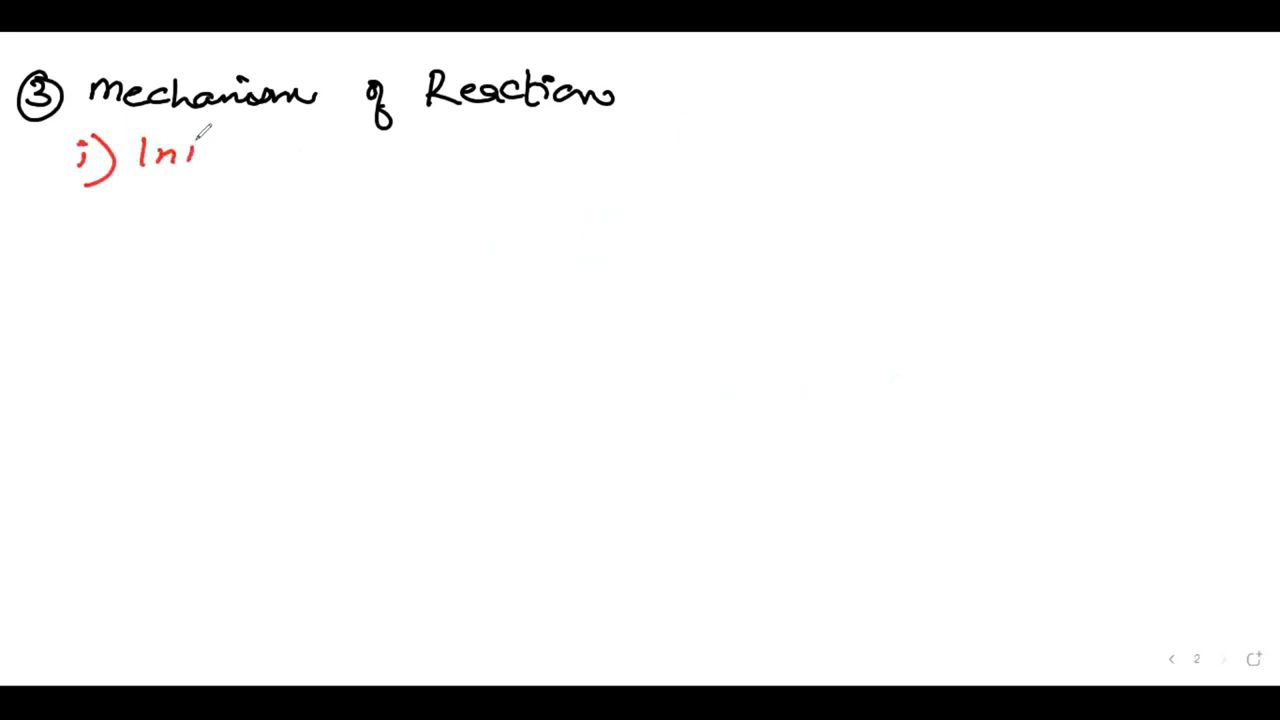 ③ Mechanism of Reaction
i) Ini
2